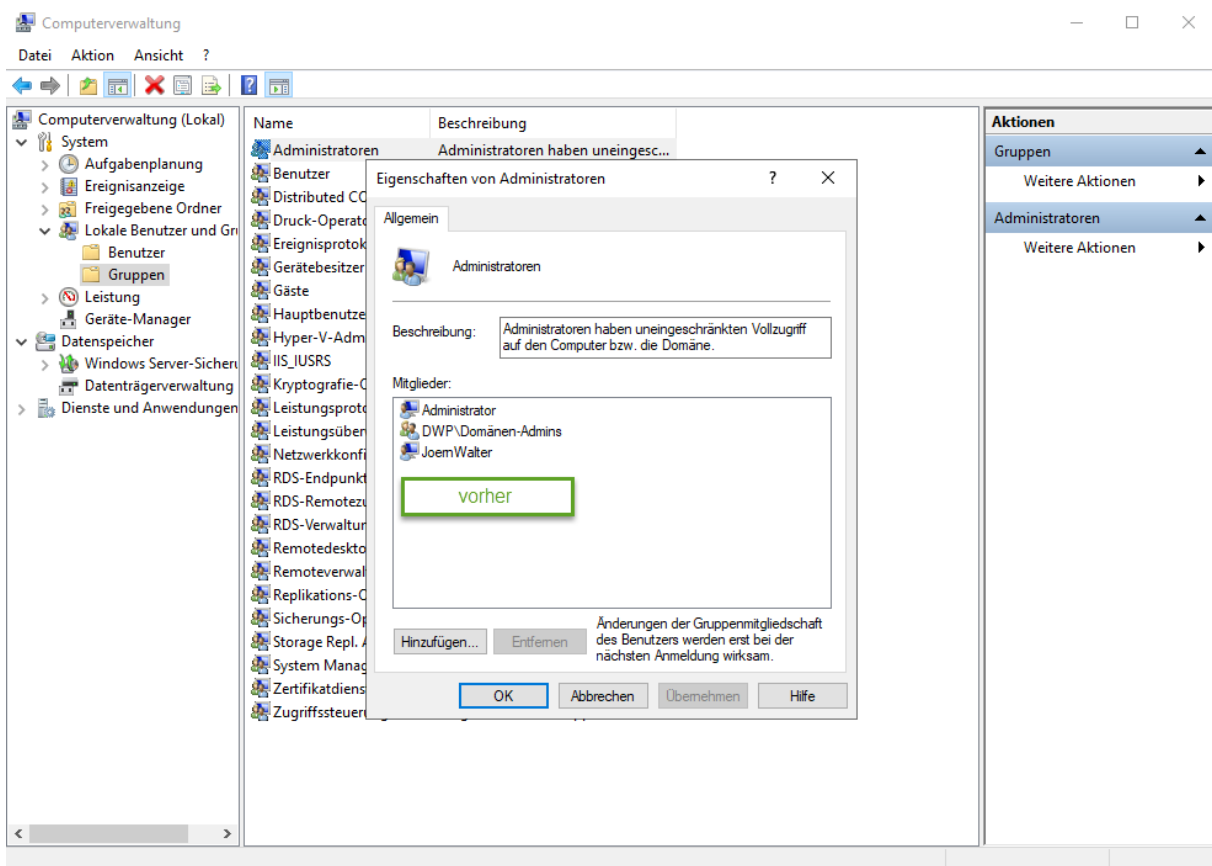 Computerverwaltung
Datei Aktion Ansicht ?
Computerverwaltung (Lokal)
System
Aufgabenplanung
Ereignisanzeige
Freigegebene Ordner
Lokale Benutzer und Gru
Benutzer
Gruppen
Leistung
Geräte-Manager
Datenspeicher
Windows Server-Sicheru
Datenträgerverwaltung
Dienste und Anwendungen
Name Beschreibung
Administratoren Administratoren haben uneingesc...
Benutzer
Distributed CO
Druck-Operato
Ereignisprotok
Gerätebesitzer
Gäste
Hauptbenutze
Hyper-V-Adm
IIS_IUSRS
Kryptografie-O
Leistungsproto
Leistungsüber
Netzwerkkonfi
RDS-Endpunkt
RDS-Remotezu
RDS-Verwaltur
Remotedeskto
Remoteverwal
Replikations-O
Sicherungs-Op
Storage Repl. A
System Manag
Zertifikatdiens
Zugriffssteueru
Eigenschaften von Administratoren ?
Allgemein
Administratoren
Beschreibung:
Administratoren haben uneingeschränkten Vollzugriff
auf den Computer bzw. die Domäne.
Mitglieder:
Administrator
DWP\Domänen-Admins
JoernWalter
vorher
Hinzufügen... Entfernen
Änderungen der Gruppenmitgliedschaft
des Benutzers werden erst bei der
nächsten Anmeldung wirksam.
OK Abbrechen Übernehmen Hilfe
Aktionen
Gruppen
Weitere Aktionen
Administratoren
Weitere Aktionen